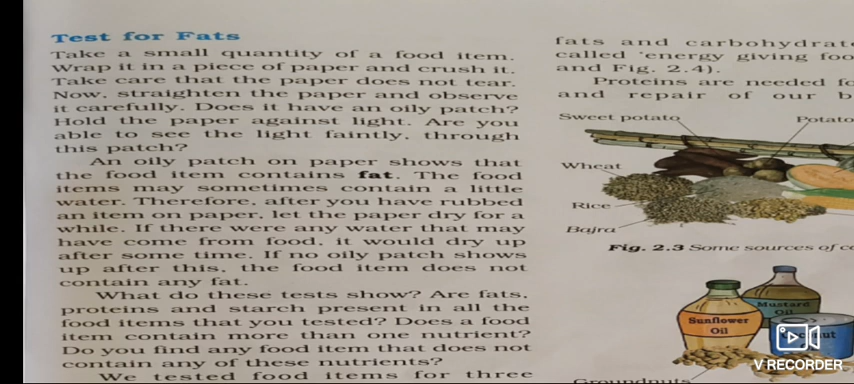 Test for Fats
Take a small quantity of a food item.
Wrap it in a piece of paper and crush it.
Take care that the paper does not tear.
Now, straighten the paper and observe
it carefully. Does it have an oily patch?
Hold the paper against light. Are you
able to see the light faintly, through
this patch?
An oily patch on paper shows that
the food item contains fat. The food
items may sometimes contain a little
water. Therefore, after you have rubbed
an item on paper, let the paper dry for a
while. If there were any water that may
have come from food, it would dry up
after some time. If no oily patch shows
up after this, the food item does not
contain any fat.
What do these tests show? Are fats,
proteins and starch present in all the
food items that you tested? Does a food
item contain more than one nutrient?
Do you find any food item that does not
contain any of these nutrients?
We tested food items for three
fats and carbohydrat
called 'energy giving foo
and Fig. 2.4).
Proteins are needed fo
and repair of our b
Sweet potato
Potato
Wheat
Rice
Bajra
Fig. 2.3 Some sources of c
Mustard
Oil
Sunflower
Oil
Groundnuts
V RECORDER